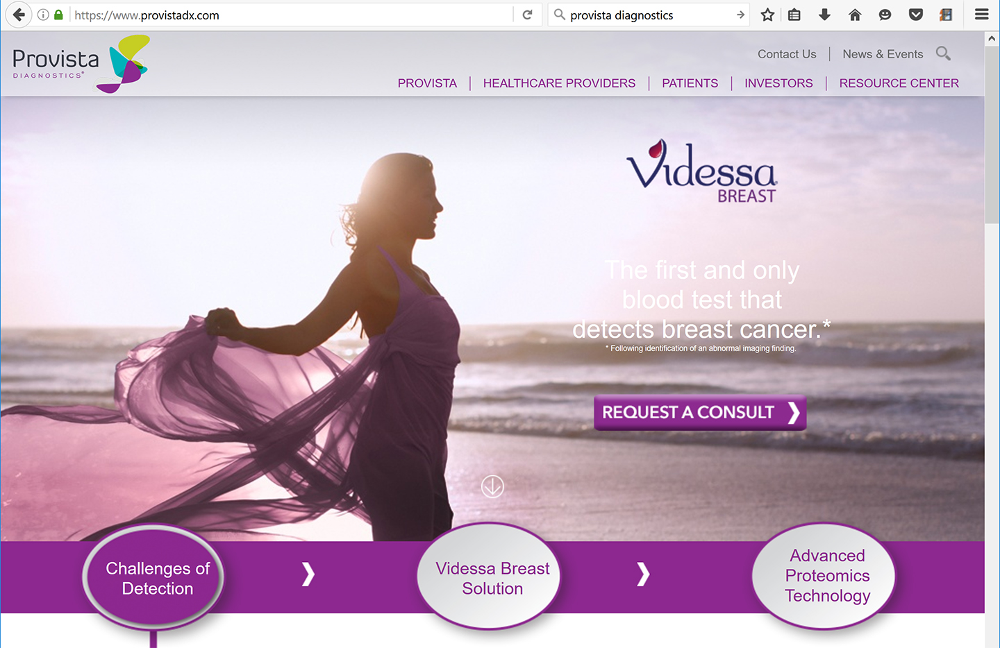 https://www.provistadx.com
provista diagnostics
Provista
DIAGNOSTICS®
Contact Us | News & Events
PROVISTA | HEALTHCARE PROVIDERS | PATIENTS | INVESTORS | RESOURCE CENTER
Videssa®
BREAST
The first and only
blood test that
detects breast cancer.*
* Following identification of an abnormal imaging finding.
REQUEST A CONSULT
Challenges of
Detection
Videssa Breast
Solution
Advanced
Proteomics
Technology